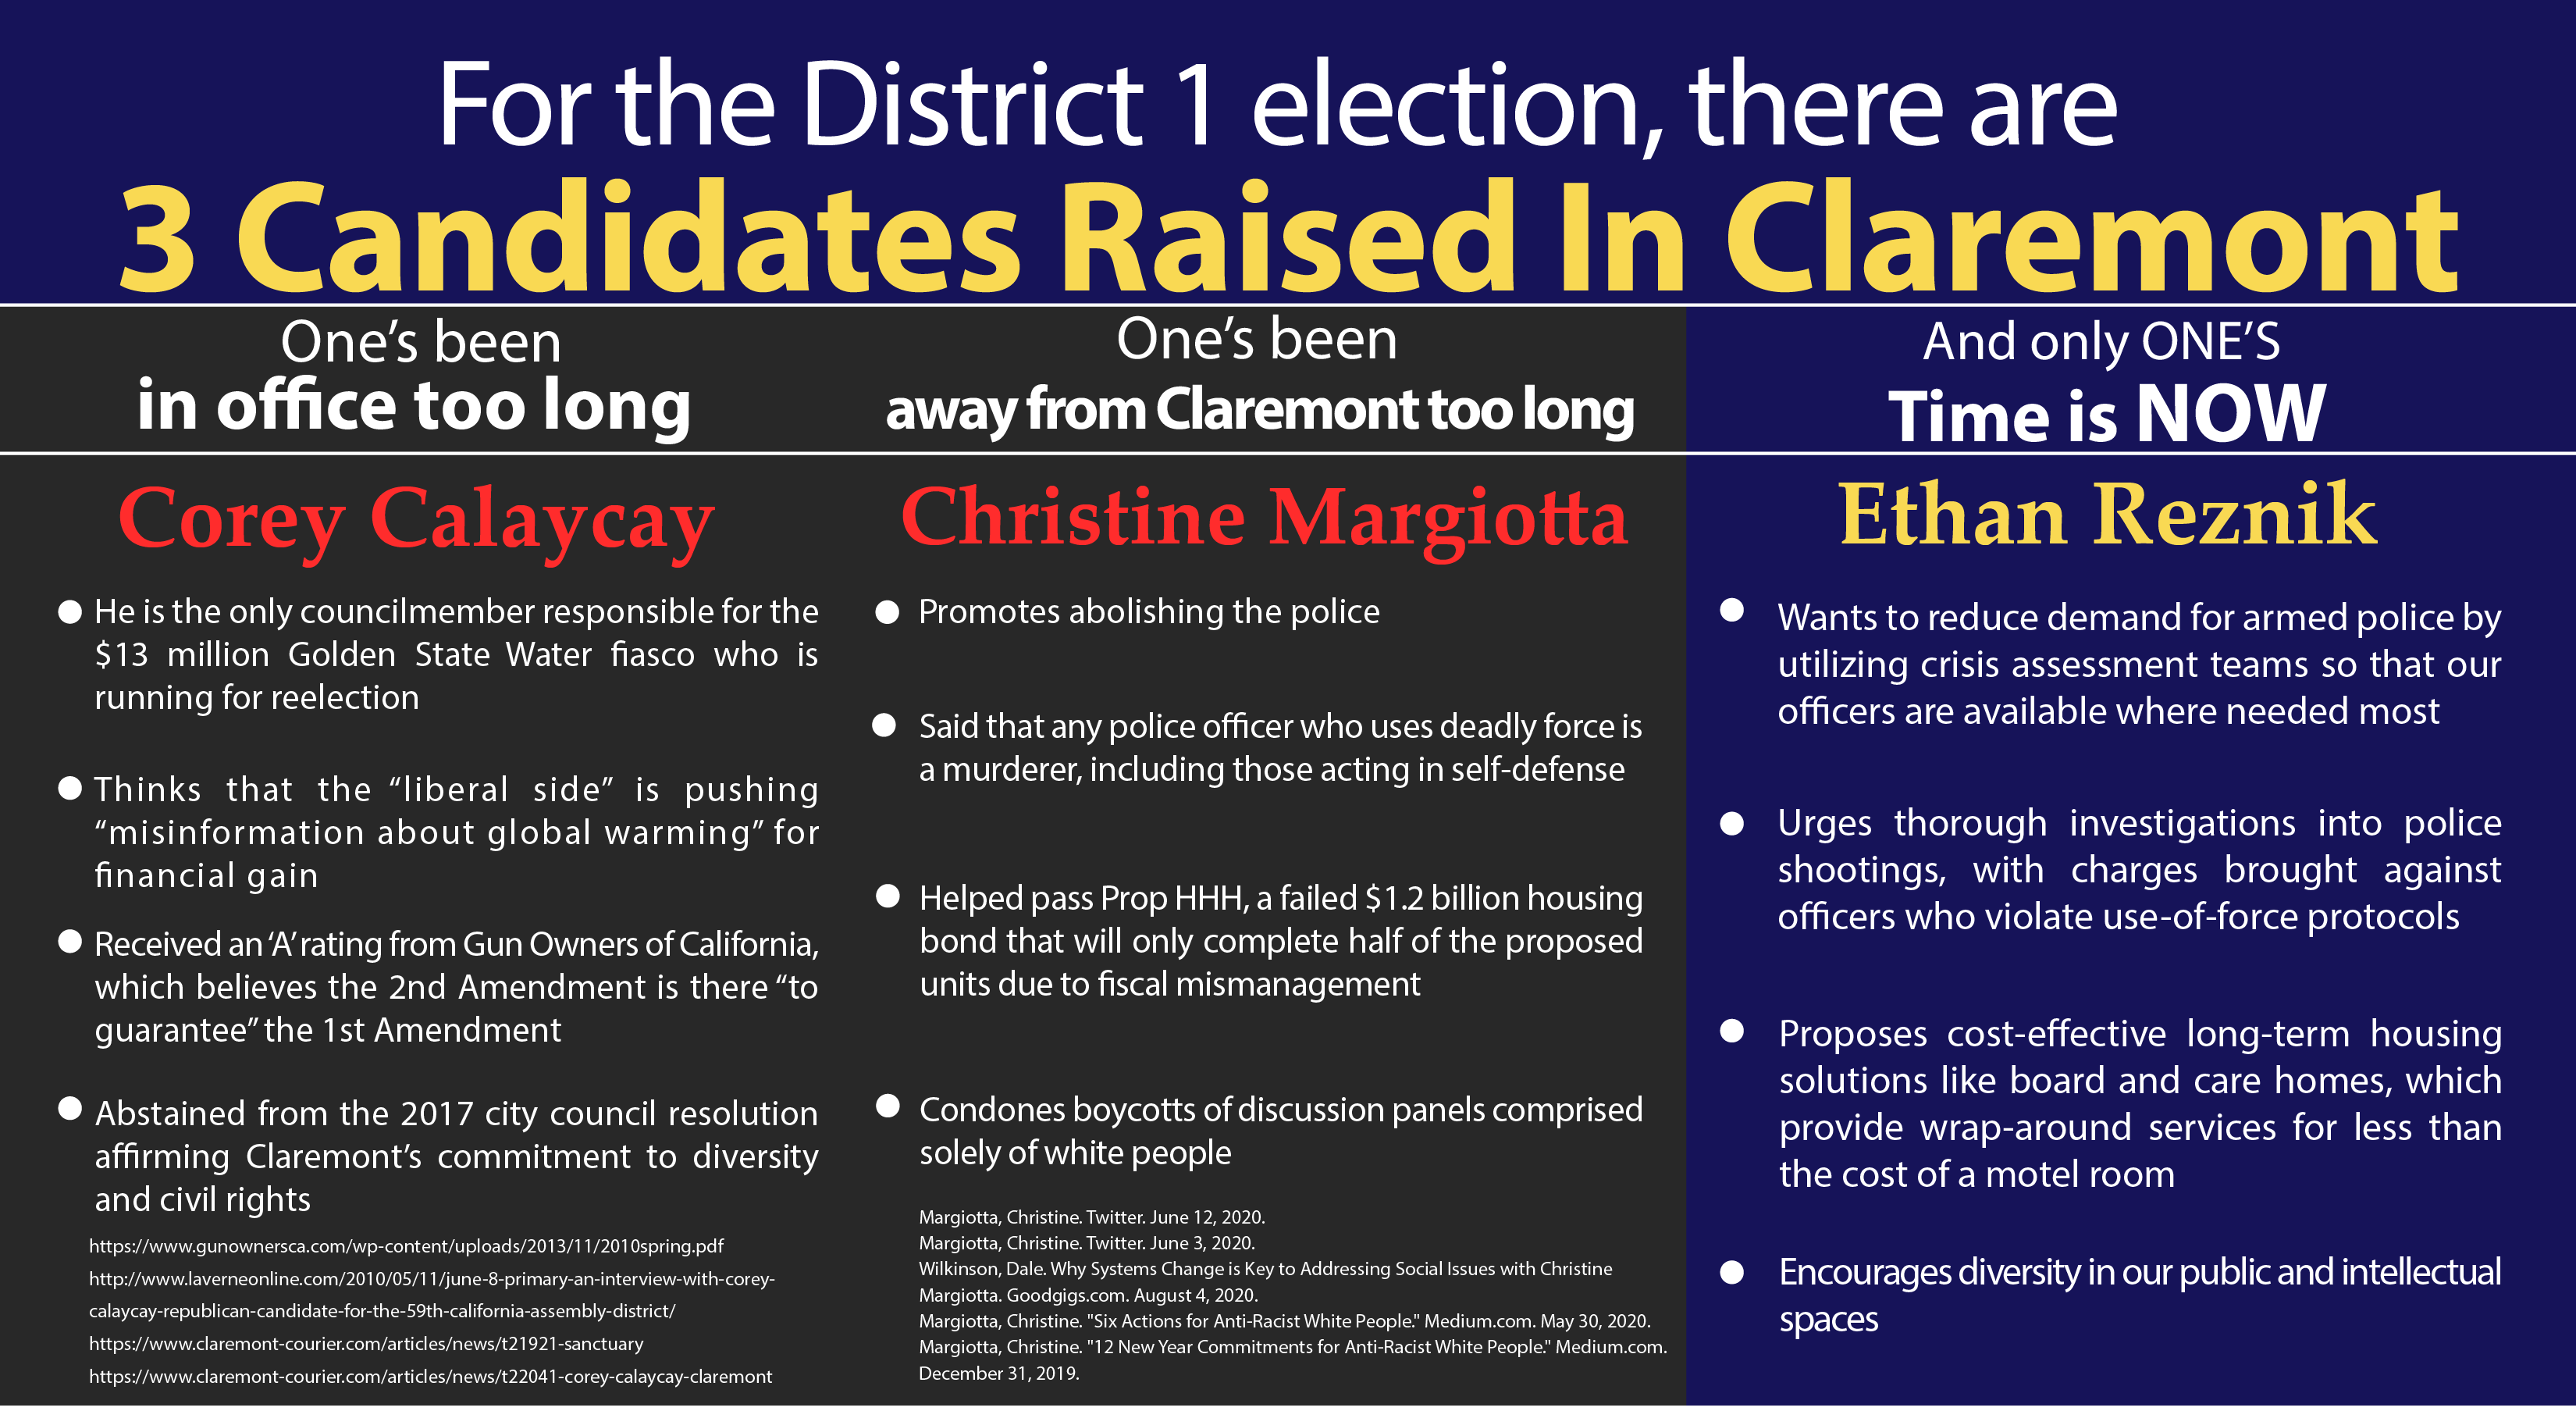 For the District 1 election, there are
3 Candidates Raised In Claremont
One’s been
in office too long
Corey Calaycay
He is the only councilmember responsible for the
$13 million Golden State Water fiasco who is
running for reelection
Thinks that the “liberal side” is pushing
“misinformation about global warming” for
financial gain
Received an ‘A’ rating from Gun Owners of California,
which believes the 2nd Amendment is there “to
guarantee” the 1st Amendment
Abstained from the 2017 city council resolution
affirming Claremont’s commitment to diversity
and civil rights
https://www.gunownersca.com/wp-content/uploads/2013/11/2010spring.pdf
http://www.laverneonline.com/2010/05/11/june-8-primary-an-interview-with-corey-
calaycay-republican-candidate-for-the-59th-california-assembly-district/
https://www.claremont-courier.com/articles/news/t21921-sanctuary
https://www.claremont-courier.com/articles/news/t22041-corey-calaycay-claremont
One’s been
away from Claremont too long
Christine Margiotta
Promotes abolishing the police
Said that any police officer who uses deadly force is
a murderer, including those acting in self-defense
Helped pass Prop HHH, a failed $1.2 billion housing
bond that will only complete half of the proposed
units due to fiscal mismanagement
Condones boycotts of discussion panels comprised
solely of white people
Margiotta, Christine. Twitter. June 12, 2020.
Margiotta, Christine. Twitter. June 3, 2020.
Wilkinson, Dale. Why Systems Change is Key to Addressing Social Issues with Christine
Margiotta. Goodgigs.com. August 4, 2020.
Margiotta, Christine. "Six Actions for Anti-Racist White People." Medium.com. May 30, 2020.
Margiotta, Christine. "12 New Year Commitments for Anti-Racist White People." Medium.com.
December 31, 2019.
And only ONE’S
Time is NOW
Ethan Reznik
Wants to reduce demand for armed police by
utilizing crisis assessment teams so that our
officers are available where needed most
Urges thorough investigations into police
shootings, with charges brought against
officers who violate use-of-force protocols
Proposes cost-effective long-term housing
solutions like board and care homes, which
provide wrap-around services for less than
the cost of a motel room
Encourages diversity in our public and intellectual
spaces